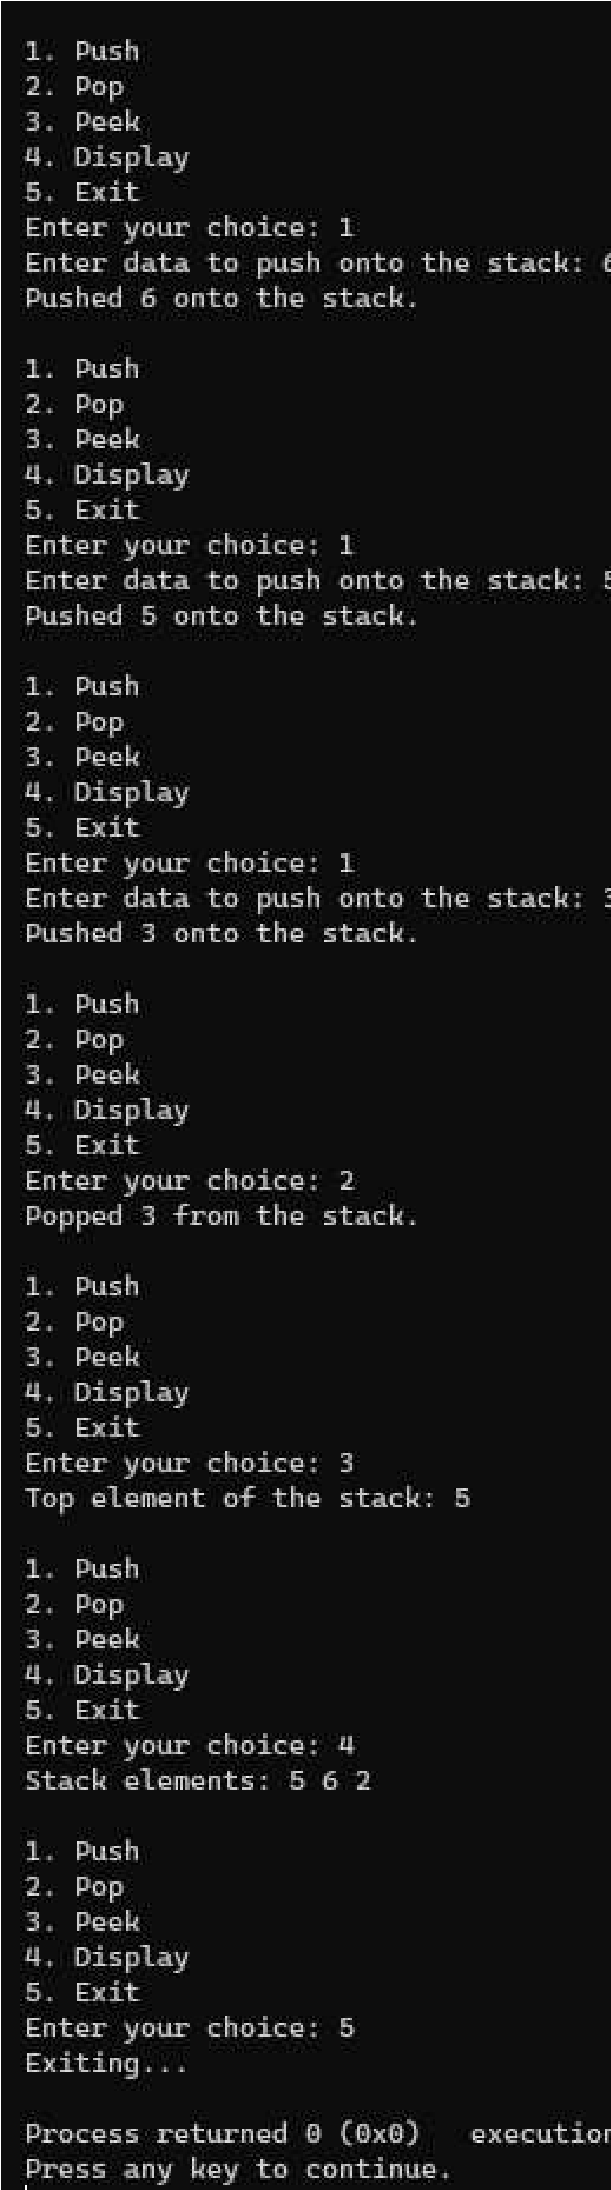 1. Push
2. Pop
3. Peek
4. Display
5. Exit
Enter your choice: 1
Enter data to push onto the stack: 6
Pushed 6 onto the stack.
1. Push
2. Pop
3. Peek
4. Display
5. Exit
Enter your choice: 1
Enter data to push onto the stack: 5
Pushed 5 onto the stack.
1. Push
2. Pop
3. Peek
4. Display
5. Exit
Enter your choice: 1
Enter data to push onto the stack: 3
Pushed 3 onto the stack.
1. Push
2. Pop
3. Peek
4. Display
5. Exit
Enter your choice: 2
Popped 3 from the stack.
1. Push
2. Pop
3. Peek
4. Display
5. Exit
Enter your choice: 3
Top element of the stack: 5
1. Push
2. Pop
3. Peek
4. Display
5. Exit
Enter your choice: 4
Stack elements: 5 6 2
1. Push
2. Pop
3. Peek
4. Display
5. Exit
Enter your choice: 5
Exiting...
Process returned 0 (0x0)   execution
Press any key to continue.